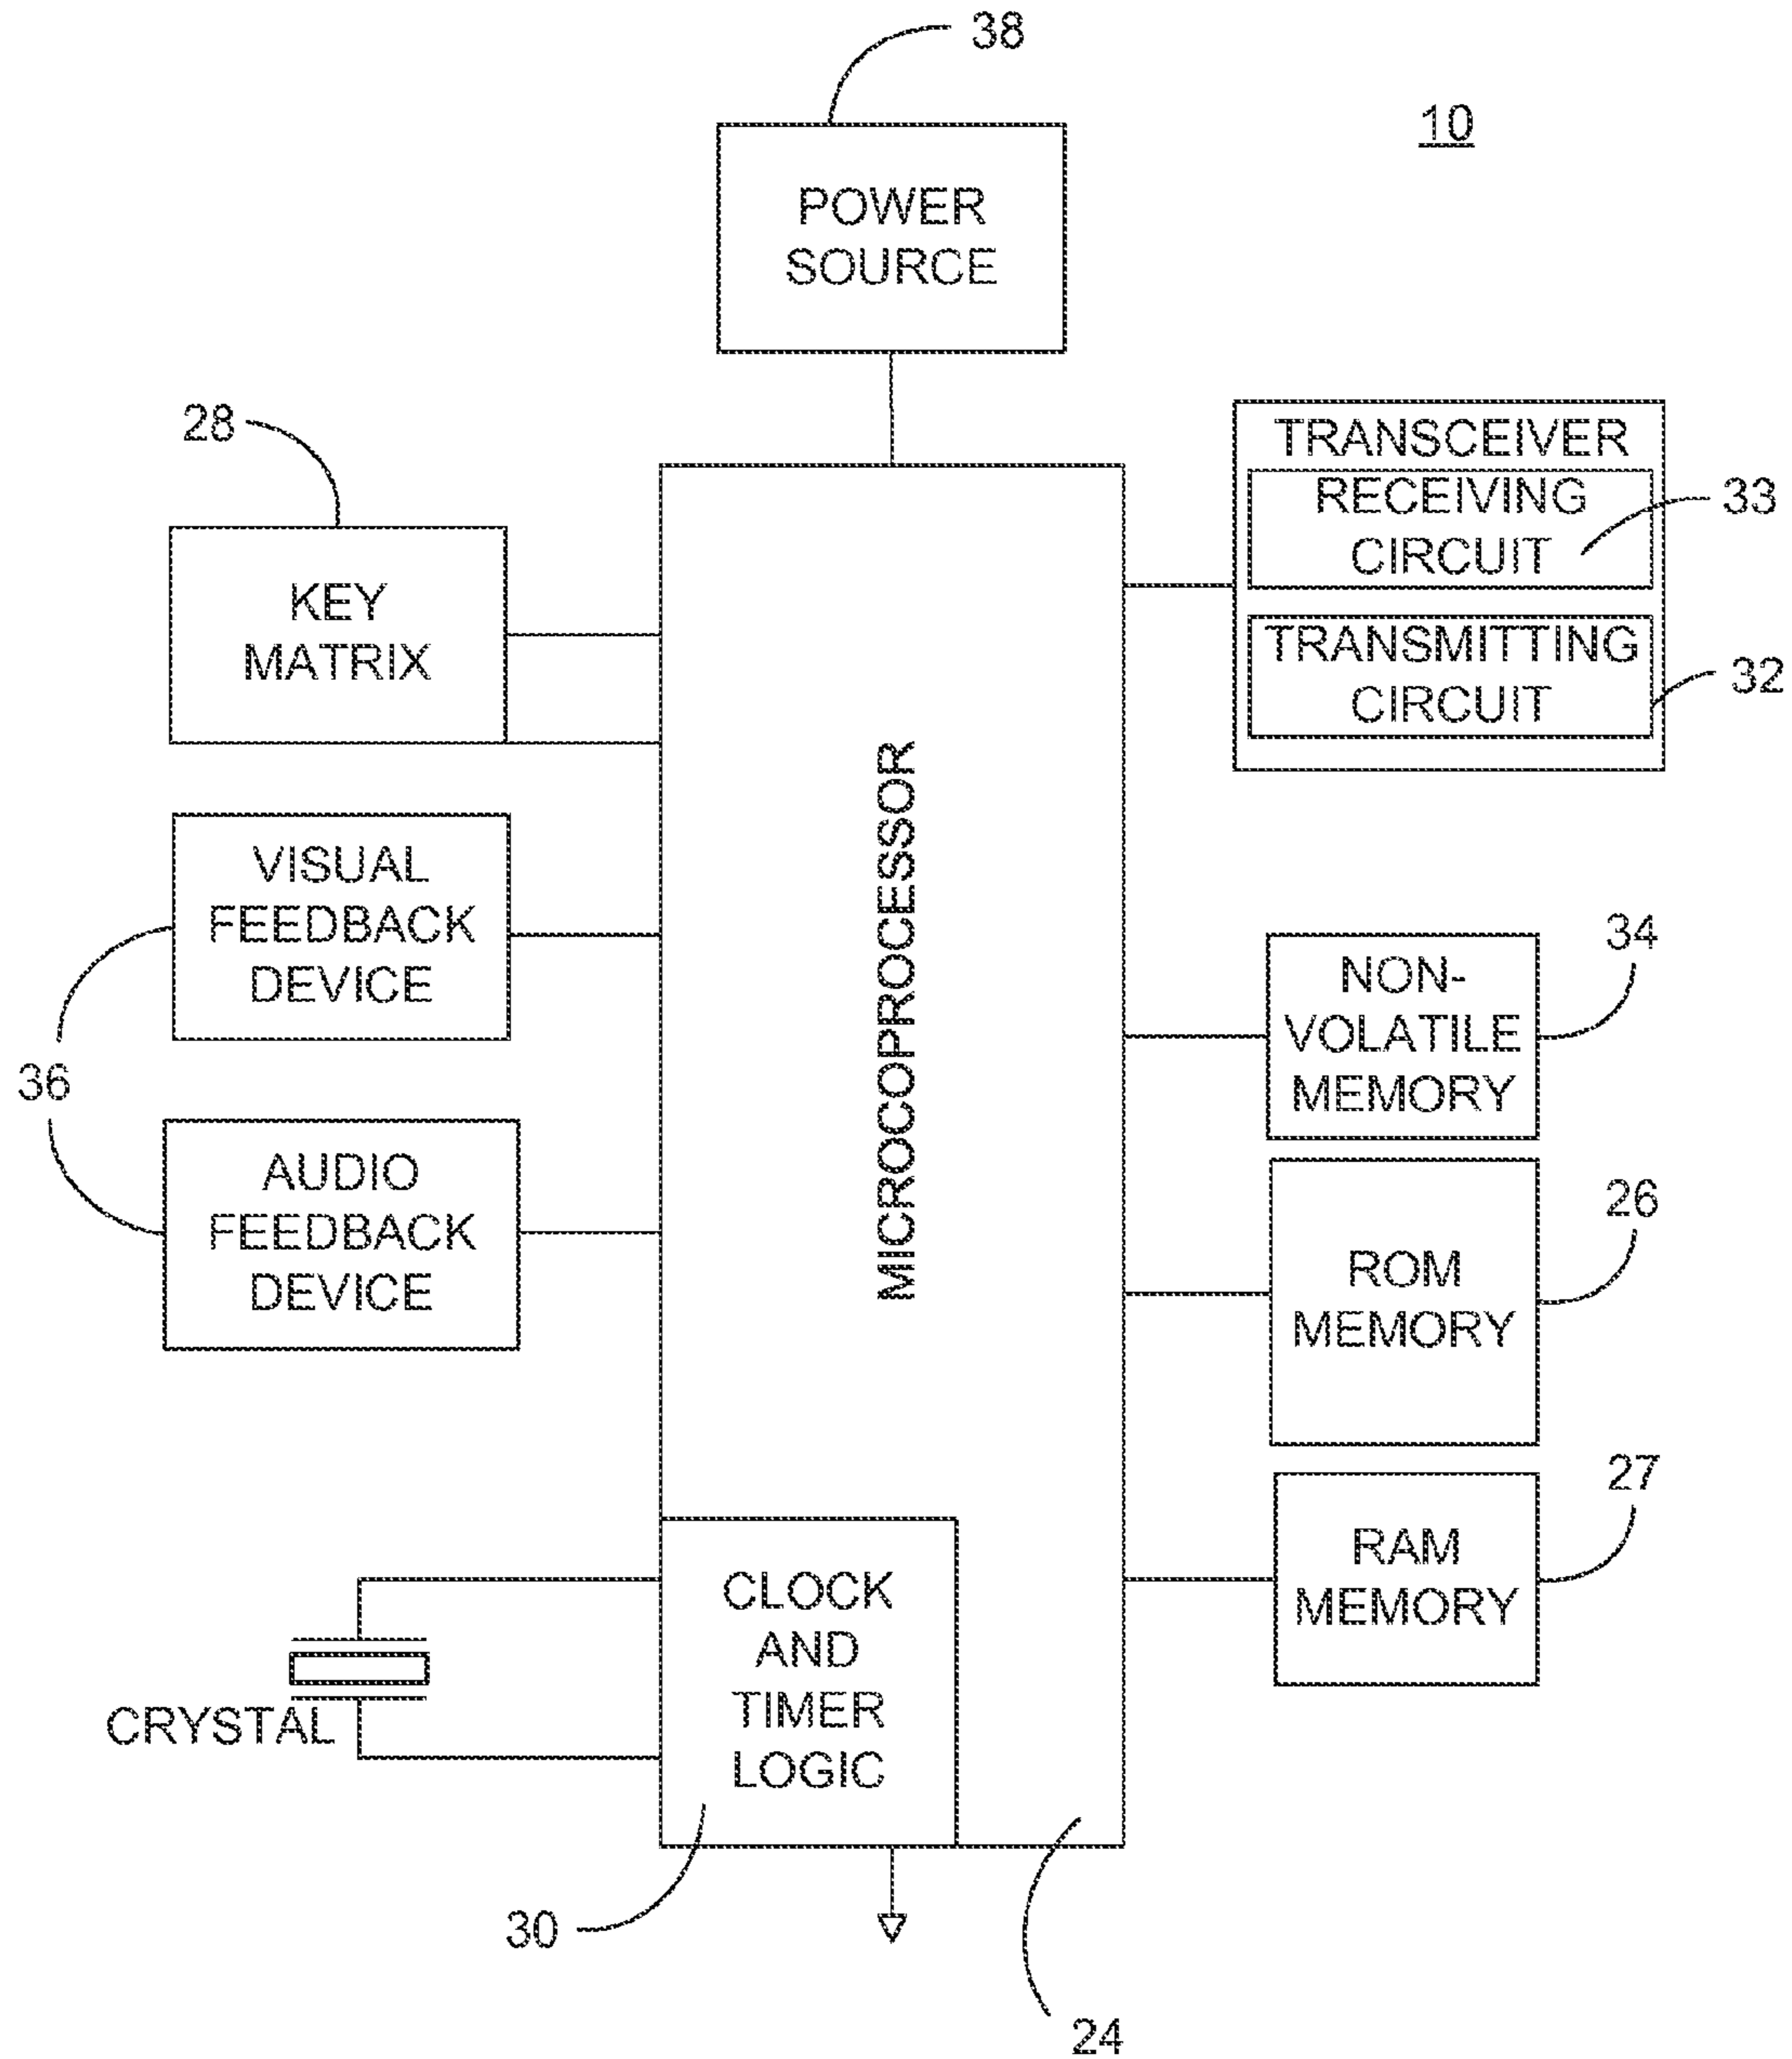 38
10
POWER
SOURCE
28
KEY
MATRIX
TRANSCEIVER
RECEIVING
CIRCUIT
33
TRANSMITTING
CIRCUIT
32
VISUAL
FEEDBACK
DEVICE
36
AUDIO
FEEDBACK
DEVICE
MICROCOPROCESSOR
34
NON-
VOLATILE
MEMORY
26
ROM
MEMORY
27
RAM
MEMORY
CLOCK
AND
TIMER
LOGIC
CRYSTAL
30
24